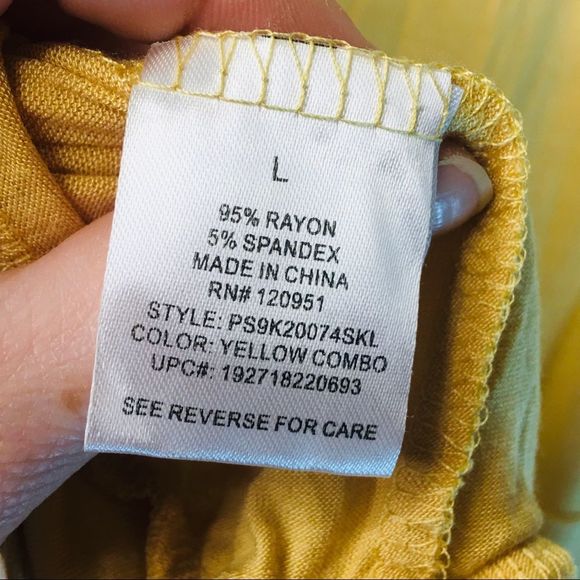 L
95% RAYON
5% SPANDEX
MADE IN CHINA
RN# 120951
STYLE: PS9K20074SKL
COLOR: YELLOW COMBO
UPC#: 192718220693
SEE REVERSE FOR CARE